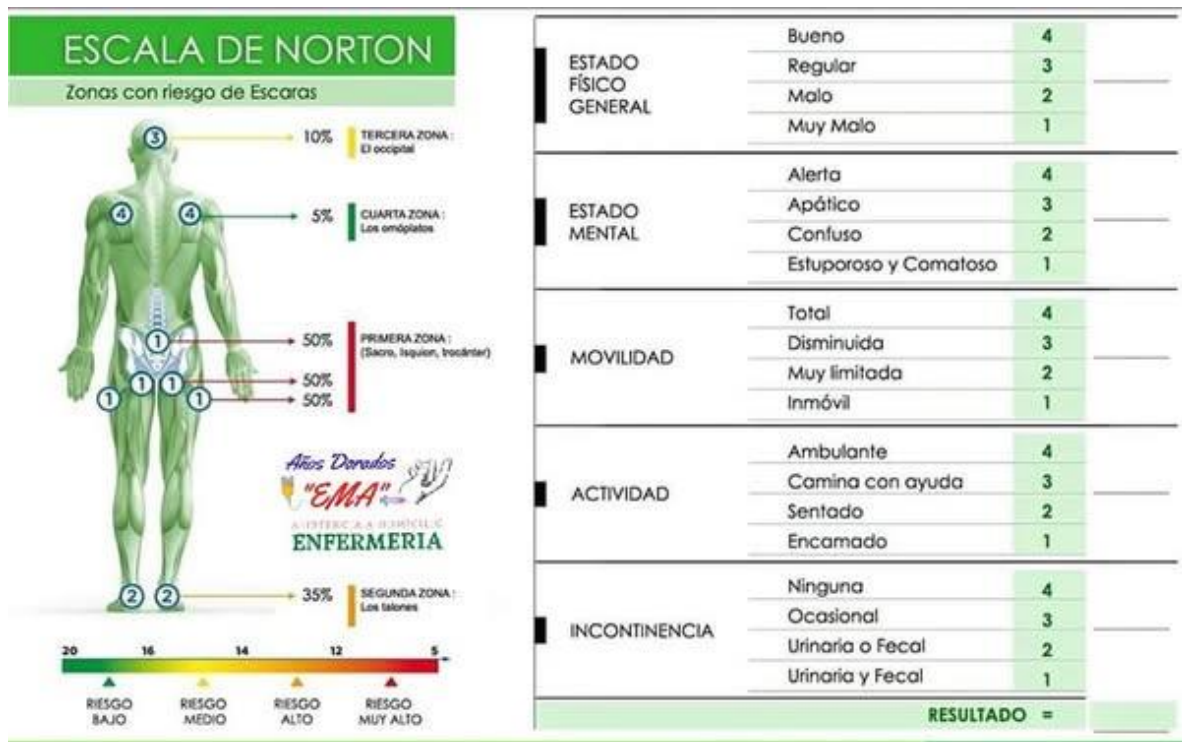 ESCALA DE NORTON
Zonas con riesgo de Escaras
3
10%
TERCERA ZONA :
El occipital
4
4
5%
CUARTA ZONA :
Los omóplatos
1
50%
PRIMERA ZONA :
(Sacro, Isquion, trocánter)
1
1
50%
1
1
50%
Años Dorados
"EMA"
ENFERMERIA
2
2
35%
SEGUNDA ZONA :
Los talones
20 16 14 12 5
RIESGO BAJO
RIESGO MEDIO
RIESGO ALTO
RIESGO MUY ALTO
ESTADO
FÍSICO
GENERAL
Bueno 4
Regular 3
Malo 2
Muy Malo 1
ESTADO
MENTAL
Alerta 4
Apático 3
Confuso 2
Estuporoso y Comatoso 1
MOVILIDAD
Total 4
Disminuida 3
Muy limitada 2
Inmóvil 1
ACTIVIDAD
Ambulante 4
Camina con ayuda 3
Sentado 2
Encamado 1
INCONTINENCIA
Ninguna 4
Ocasional 3
Urinaria o Fecal 2
Urinaria y Fecal 1
RESULTADO =